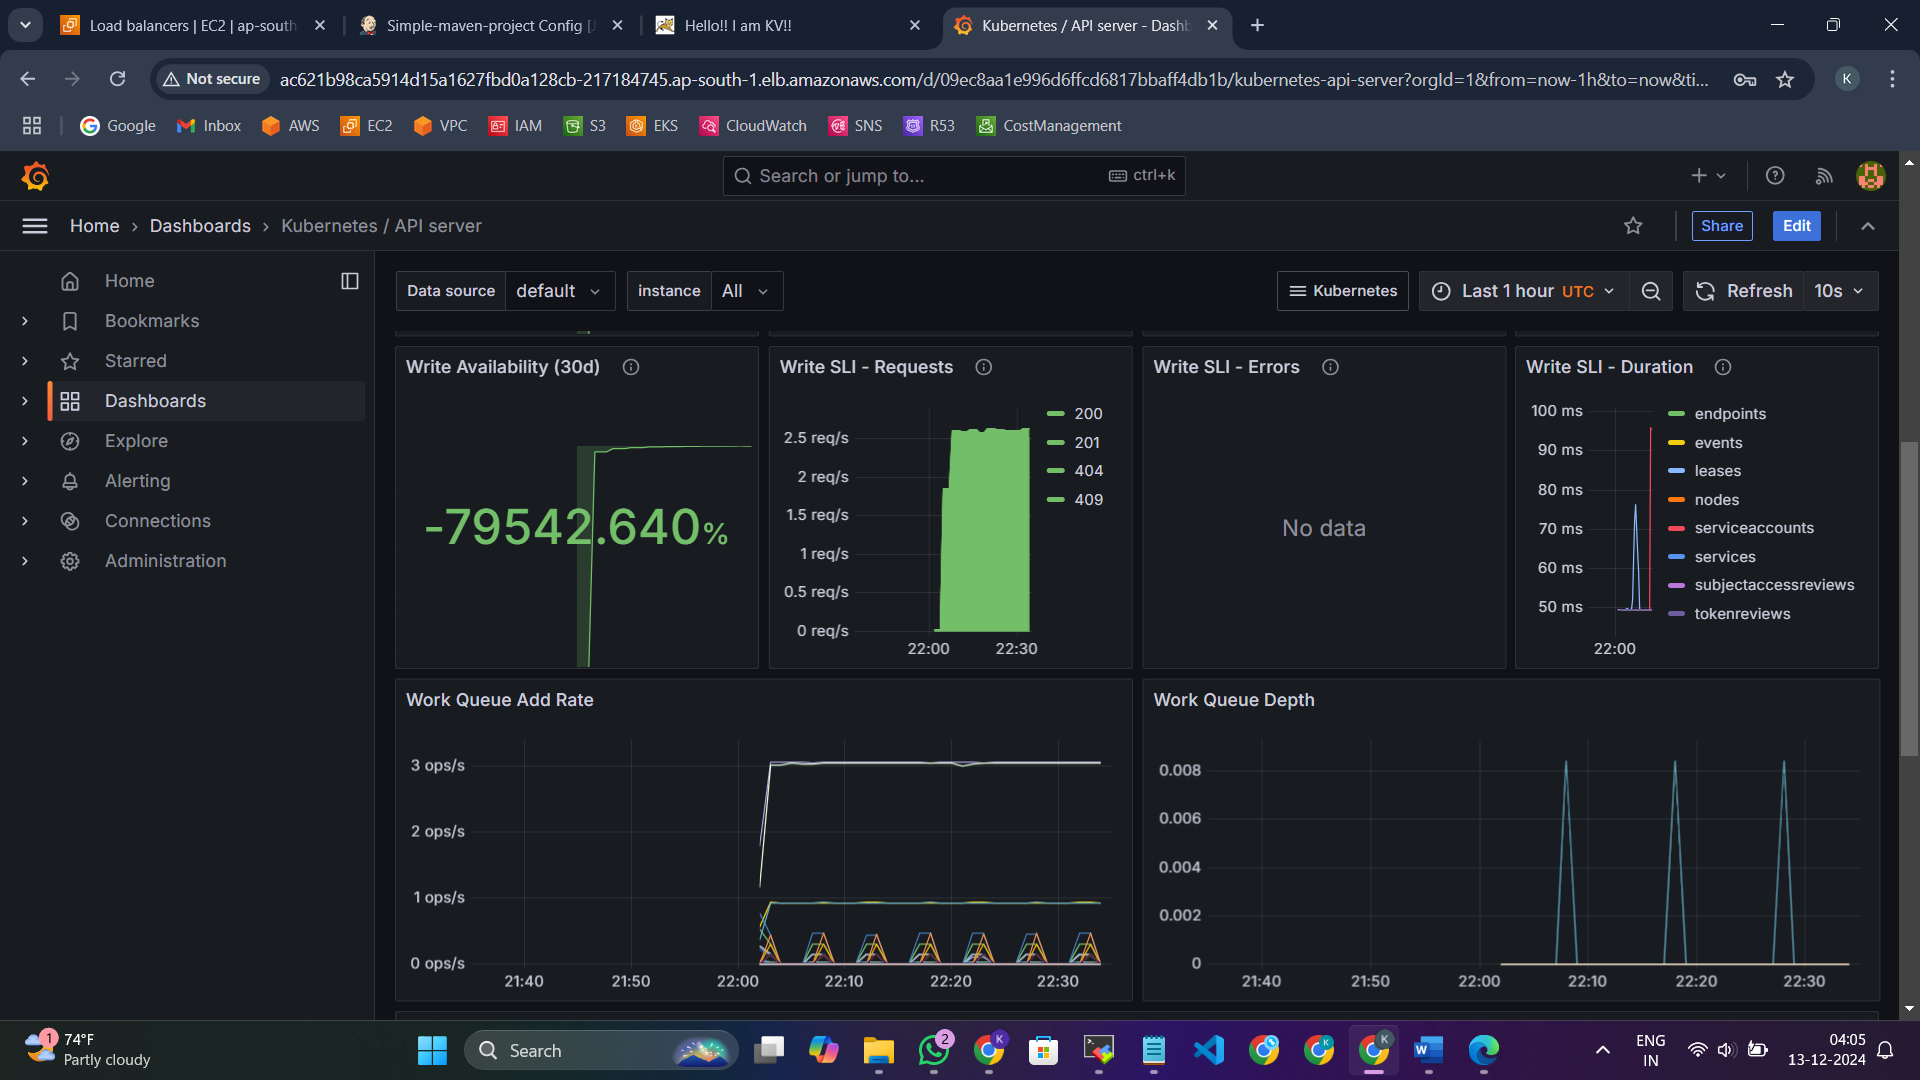 Load balancers | EC2 | ap-south
Simple-maven-project Config [J
Hello!! I am KV!!
Kubernetes / API server - Dashb
Not secure
ac621b98ca5914d15a1627fbd0a128cb-217184745.ap-south-1.elb.amazonaws.com/d/09ec8aa1e996d6ffcd6817bbaff4db1b/kubernetes-api-server?orgId=1&from=now-1h&to=now&ti...
K
Google
Inbox
AWS
EC2
VPC
IAM
S3
EKS
CloudWatch
SNS
R53
CostManagement
Search or jump to...
ctrl+k
Home › Dashboards › Kubernetes / API server
Share
Edit
Home
Bookmarks
Starred
Dashboards
Explore
Alerting
Connections
Administration
Data source
default
instance
All
Kubernetes
Last 1 hour UTC
Refresh
10s
Write Availability (30d)
-79542.640%
Write SLI - Requests
2.5 req/s
2 req/s
1.5 req/s
1 req/s
0.5 req/s
0 req/s
22:00
22:30
200
201
404
409
Write SLI - Errors
No data
Write SLI - Duration
100 ms
90 ms
80 ms
70 ms
60 ms
50 ms
22:00
endpoints
events
leases
nodes
serviceaccounts
services
subjectaccessreviews
tokenreviews
Work Queue Add Rate
3 ops/s
2 ops/s
1 ops/s
0 ops/s
21:40
21:50
22:00
22:10
22:20
22:30
Work Queue Depth
0.008
0.006
0.004
0.002
0
21:40
21:50
22:00
22:10
22:20
22:30
1
74°F
Partly cloudy
Search
2
ENG
IN
04:05
13-12-2024